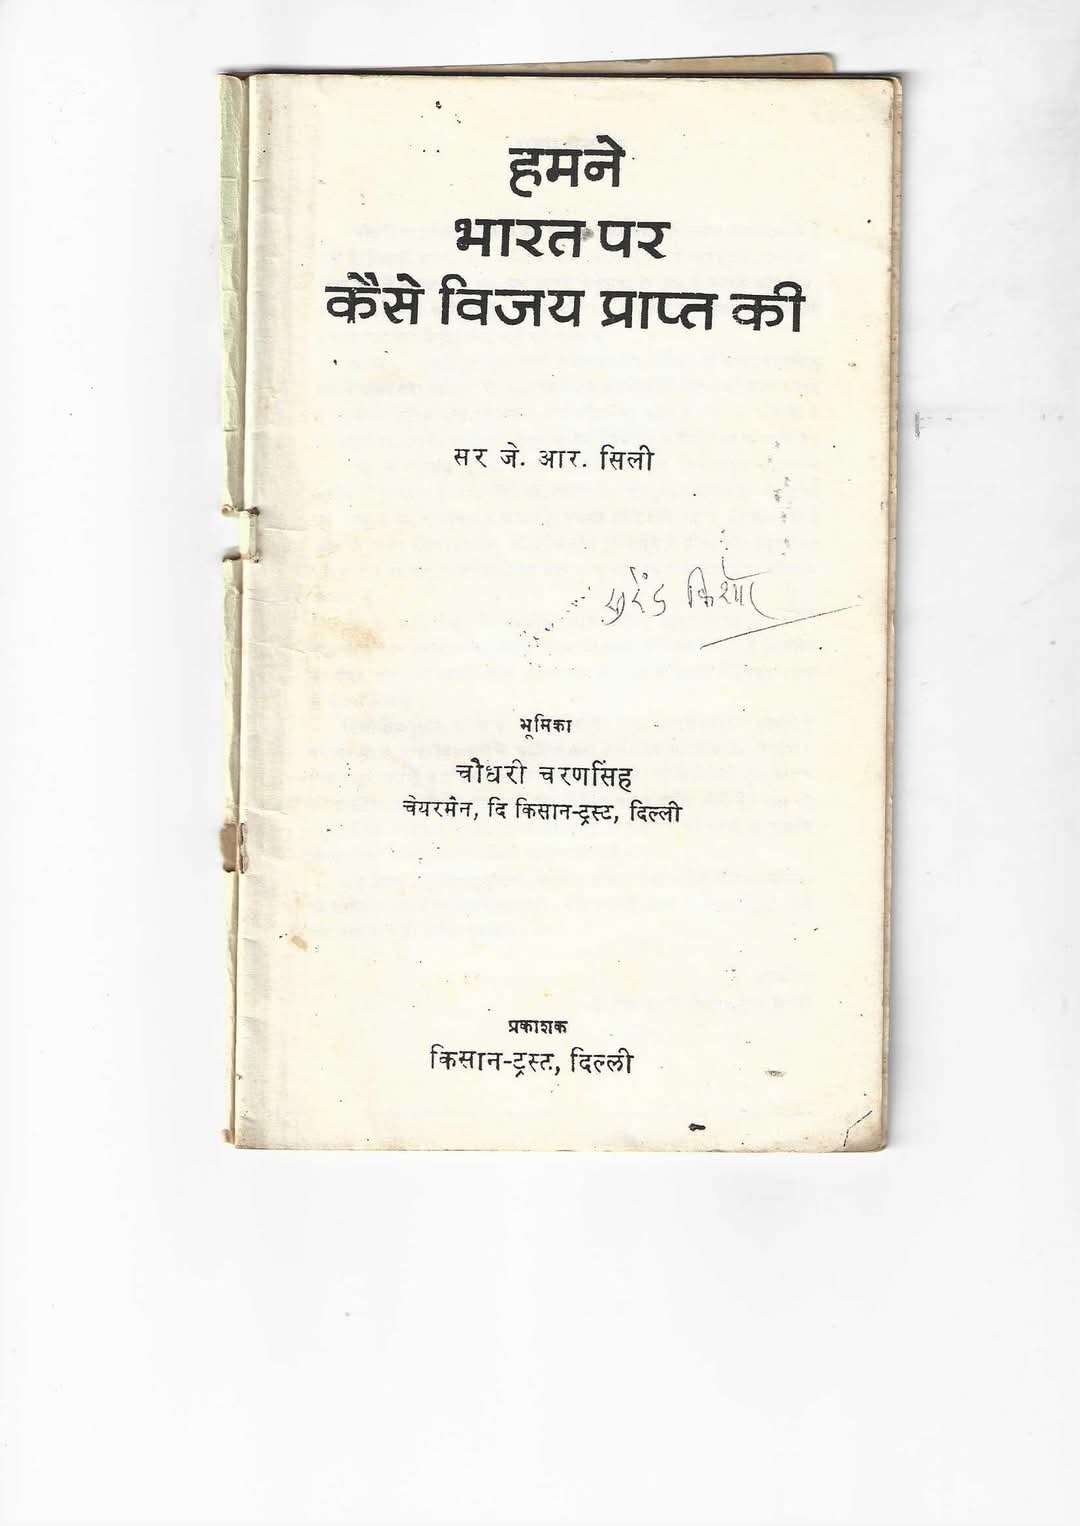 हमने
भारत पर
कैसे विजय प्राप्त की
सर जे. आर. सिली
सुरेंद्र किशोर
भूमिका
चौधरी चरणसिंह
चेयरमैन, दि किसान-ट्रस्ट, दिल्ली
प्रकाशक
किसान-ट्रस्ट, दिल्ली